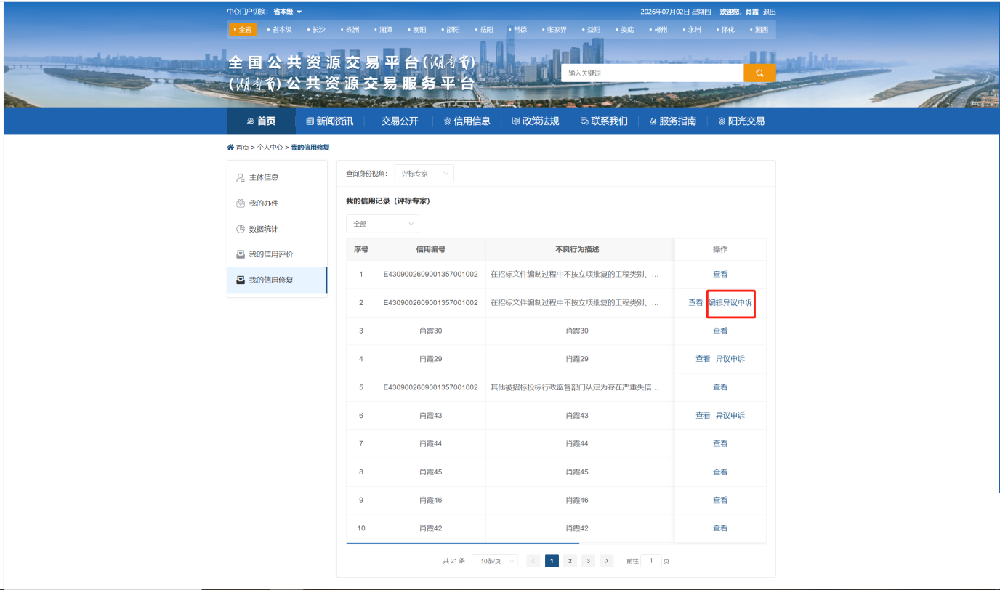 中心门户切换: 省本级
2026年07月02日 星期四 欢迎您, 肖霞 退出
• 全省 • 省本级 • 长沙 • 株洲 • 湘潭 • 衡阳 • 邵阳 • 岳阳 • 常德 • 张家界 • 益阳 • 娄底 • 郴州 • 永州 • 怀化 • 湘西
全国公共资源交易平台(湖南省)
(湖南省)公共资源交易服务平台
输入关键词
首页 新闻资讯 交易公开 信用信息 政策法规 联系我们 服务指南 阳光交易
首页 > 个人中心 > 我的信用修复
主体信息
我的办件
数据统计
我的信用评价
我的信用修复
查询身份视角: 评标专家
我的信用记录（评标专家）
全部
序号 信用编号 不良行为描述 操作
1 E4309002609001357001002 在招标文件编制过程中不按立项批复的工程类别、... 查看
2 E4309002609001357001002 在招标文件编制过程中不按立项批复的工程类别、... 查看 编辑异议申诉
3 肖霞30 肖霞30 查看
4 肖霞29 肖霞29 查看 异议申诉
5 E4309002609001357001002 其他被招标投标行政监督部门认定为存在严重失信... 查看
6 肖霞43 肖霞43 查看 异议申诉
7 肖霞44 肖霞44 查看
8 肖霞45 肖霞45 查看
9 肖霞46 肖霞46 查看
10 肖霞42 肖霞42 查看
共 21 条 10条/页 < 1 2 3 > 前往 1 页